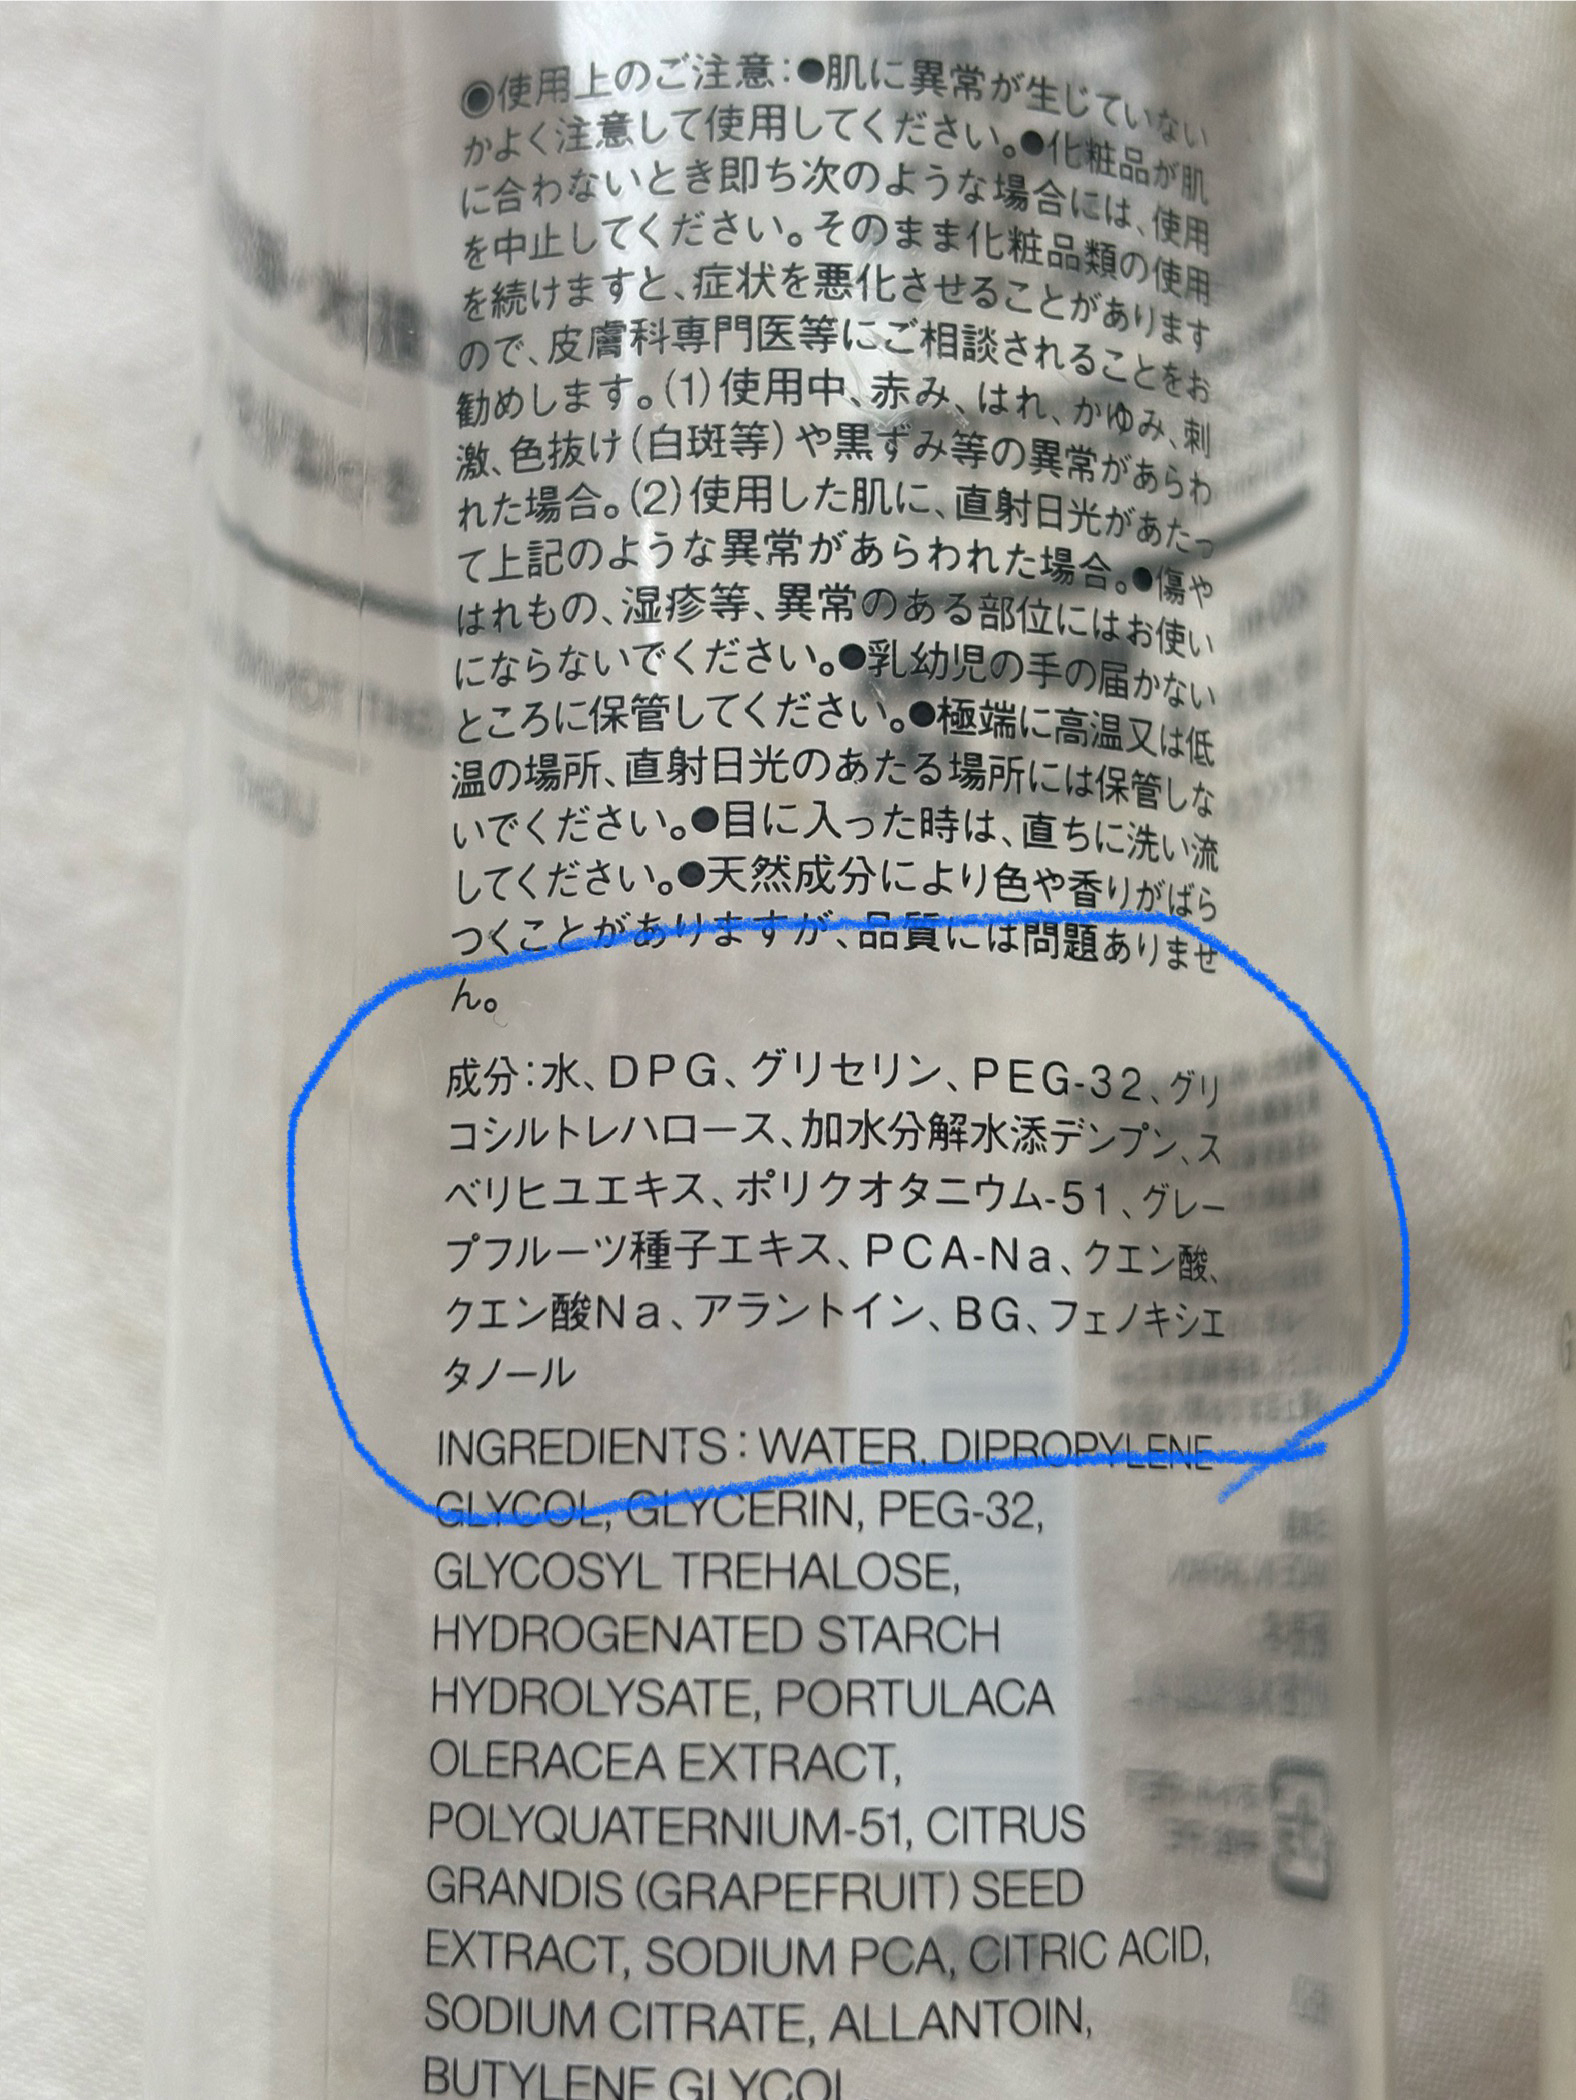 ◉使用上のご注意:●肌に異常が生じていない
かよく注意して使用してください。●化粧品が肌
に合わないとき即ち次のような場合には、使用
を中止してください。そのまま化粧品類の使用
を続けますと、症状を悪化させることがあります
ので、皮膚科専門医等にご相談されることをお
勧めします。(1)使用中、赤み、はれ、かゆみ、刺
激、色抜け(白斑等)や黒ずみ等の異常があらわ
れた場合。(2)使用した肌に、直射日光があたっ
て上記のような異常があらわれた場合。●傷や
はれもの、湿疹等、異常のある部位にはお使い
にならないでください。●乳幼児の手の届かない
ところに保管してください。●極端に高温又は低
温の場所、直射日光のあたる場所には保管しな
いでください。●目に入った時は、直ちに洗い流
してください。●天然成分により色や香りがばら
つくことがありますが、品質には問題ありませ
ん。
成分:水、DPG、グリセリン、PEG-32、グリ
コシルトレハロース、加水分解水添デンプン、ス
ベリヒユエキス、ポリクオタニウム-51、グレー
プフルーツ種子エキス、PCA-Na、クエン酸、
クエン酸Na、アラントイン、BG、フェノキシエ
タノール
INGREDIENTS:WATER, DIPROPYLENE
GLYCOL, GLYCERIN, PEG-32,
GLYCOSYL TREHALOSE,
HYDROGENATED STARCH
HYDROLYSATE, PORTULACA
OLERACEA EXTRACT,
POLYQUATERNIUM-51, CITRUS
GRANDIS (GRAPEFRUIT) SEED
EXTRACT, SODIUM PCA, CITRIC ACID,
SODIUM CITRATE, ALLANTOIN,
BUTYLENE GLYCOL